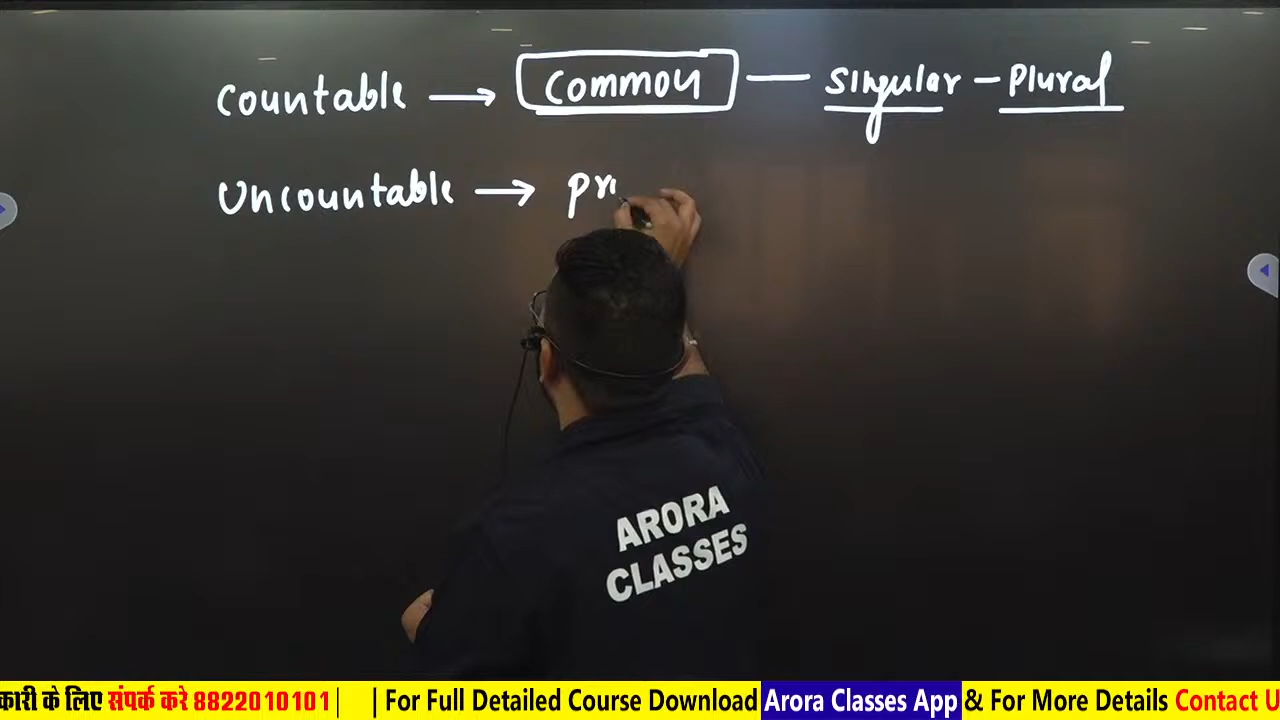 Countable → Common — Singular – Plural
Uncountable → Pr
ARORA
CLASSES
कारी के लिए संपर्क करे 8822010101 | | For Full Detailed Course Download Arora Classes App & For More Details Contact U